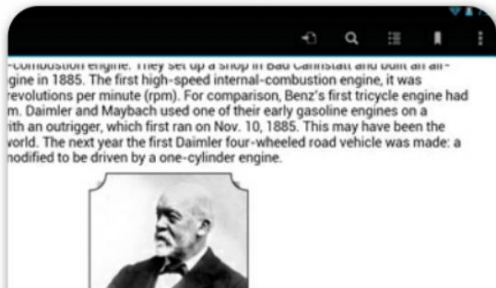 -combustion engine. They set up a shop in Bad Cannstatt and built an air-
gine in 1885. The first high-speed internal-combustion engine, it was
revolutions per minute (rpm). For comparison, Benz's first tricycle engine had
m. Daimler and Maybach used one of their early gasoline engines on a
ith an outrigger, which first ran on Nov. 10, 1885. This may have been the
world. The next year the first Daimler four-wheeled road vehicle was made: a
modified to be driven by a one-cylinder engine.